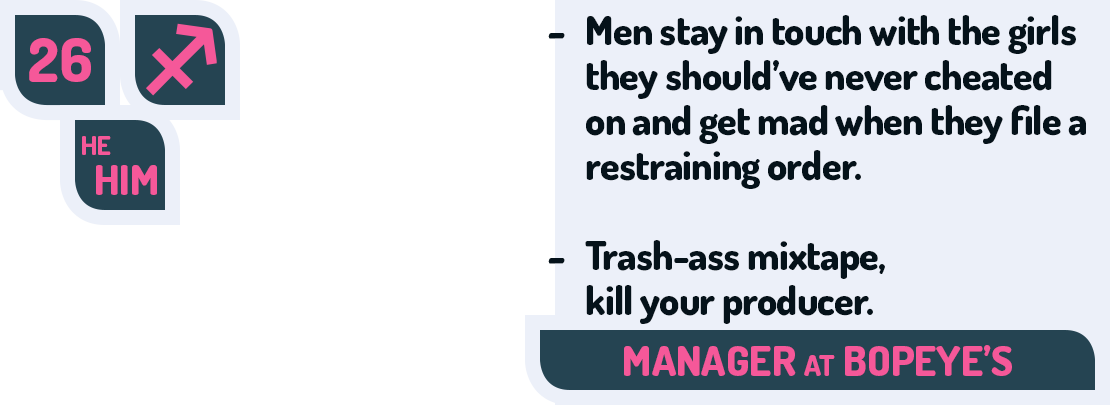 26
HE
HIM
- Men stay in touch with the girls
they should've never cheated
on and get mad when they file a
restraining order.
- Trash-ass mixtape,
kill your producer.
MANAGER AT BOPEYE'S